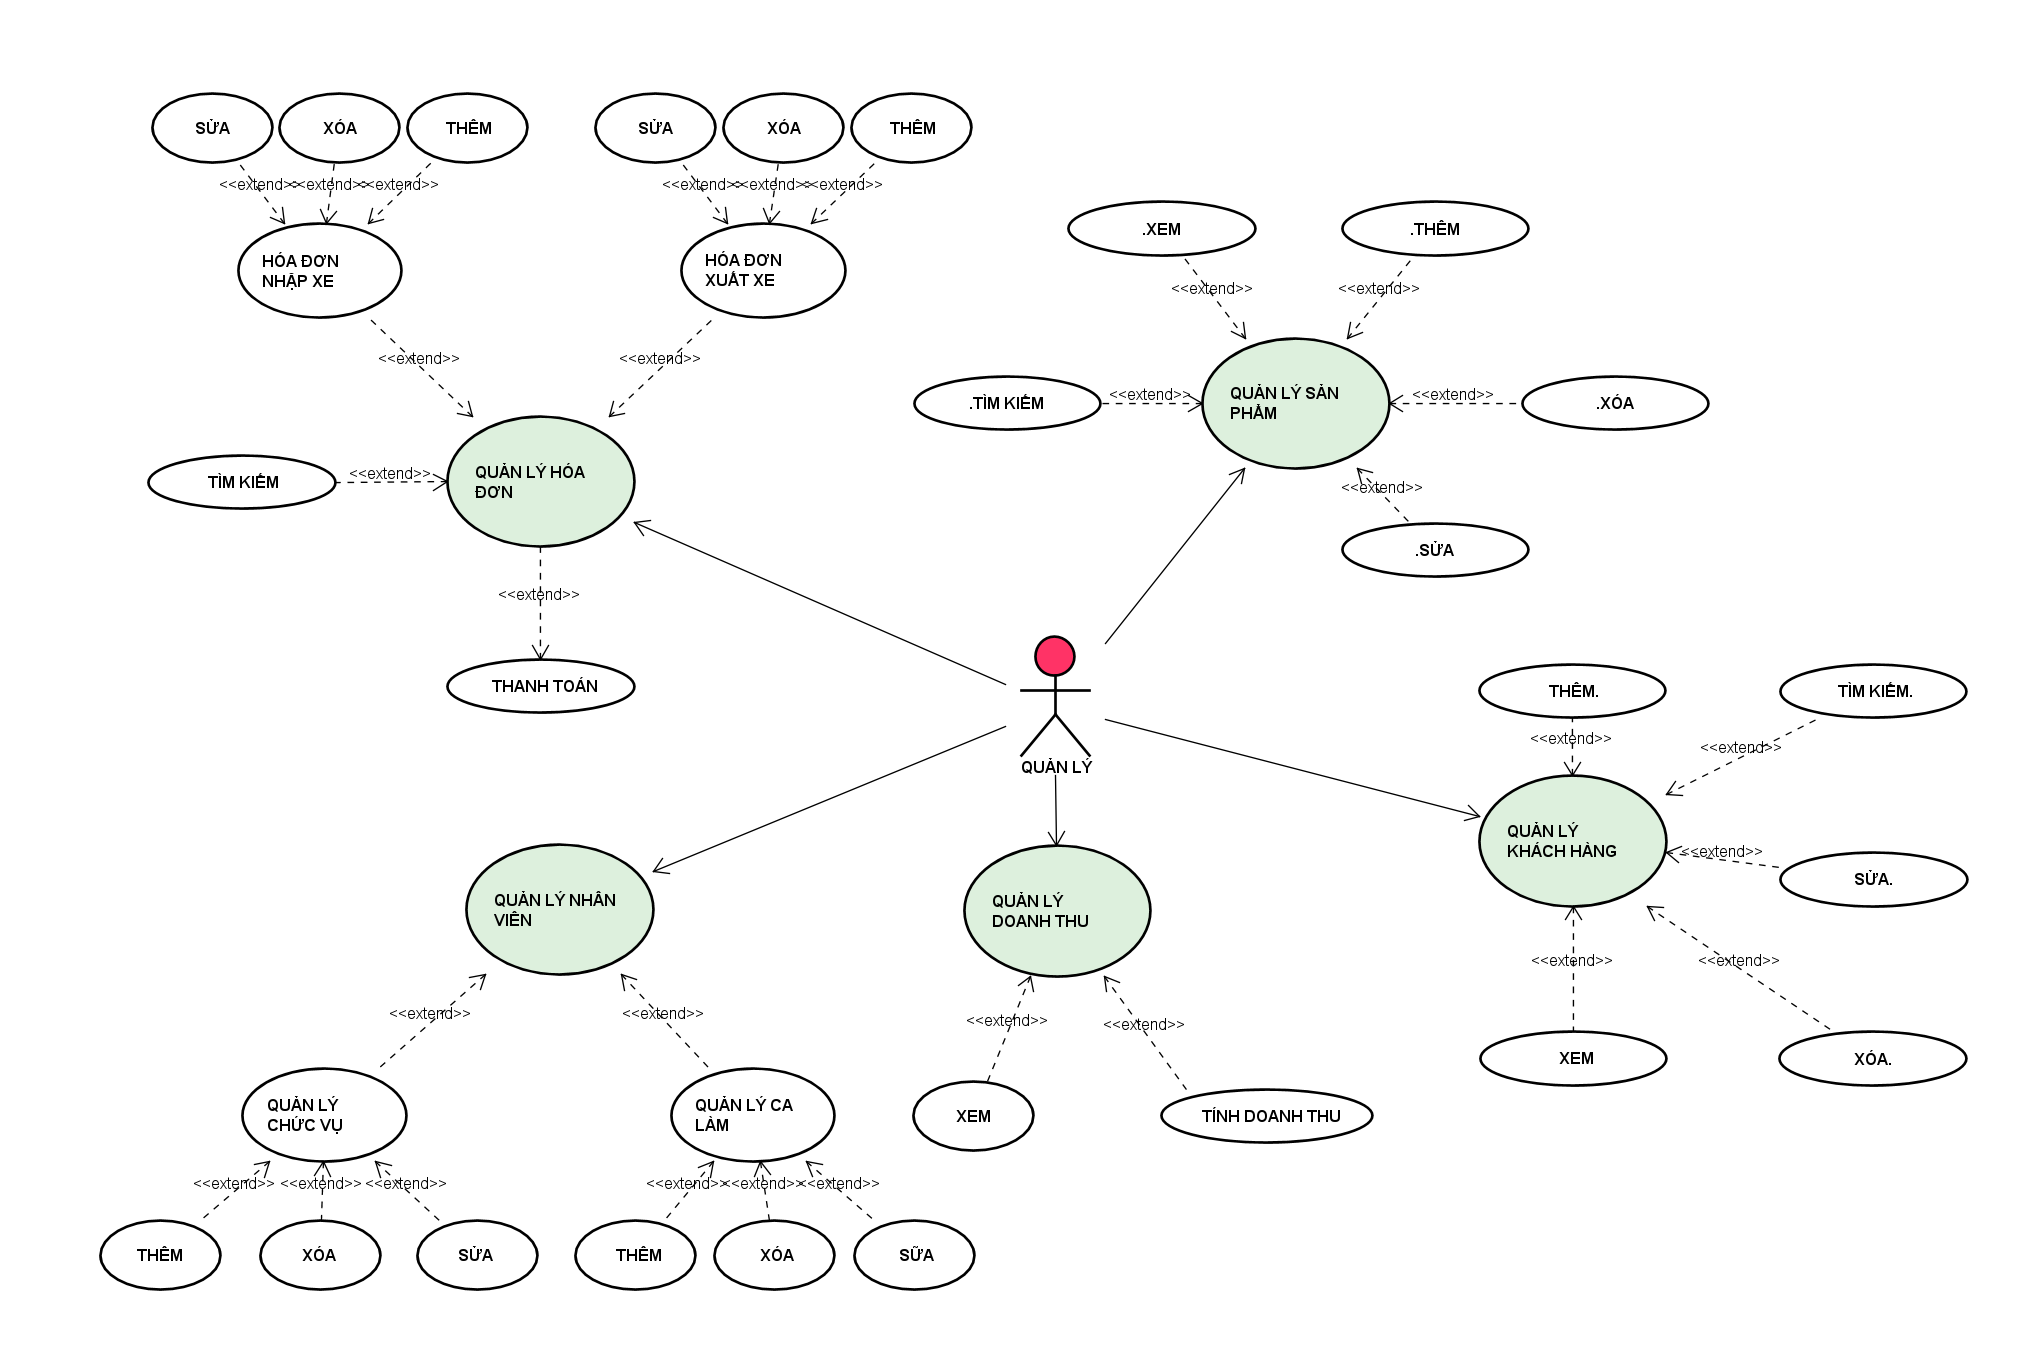 SỬA
XÓA
THÊM
SỬA
XÓA
THÊM
<<extend>>
<<extend>>
<<extend>>
<<extend>>
<<extend>>
<<extend>>
HÓA ĐƠN
NHẬP XE
HÓA ĐƠN
XUẤT XE
<<extend>>
<<extend>>
TÌM KIẾM
<<extend>>
QUẢN LÝ HÓA
ĐƠN
<<extend>>
THANH TOÁN
.XEM
.THÊM
<<extend>>
<<extend>>
.TÌM KIẾM
<<extend>>
QUẢN LÝ SẢN
PHẨM
<<extend>>
.XÓA
<<extend>>
.SỬA
QUẢN LÝ
THÊM.
TÌM KIẾM.
<<extend>>
<<extend>>
QUẢN LÝ
KHÁCH HÀNG
<<extend>>
SỬA.
<<extend>>
<<extend>>
XEM
XÓA.
QUẢN LÝ NHÂN
VIÊN
<<extend>>
<<extend>>
QUẢN LÝ
CHỨC VỤ
QUẢN LÝ CA
LÀM
<<extend>>
<<extend>>
<<extend>>
<<extend>>
<<extend>>
<<extend>>
THÊM
XÓA
SỬA
THÊM
XÓA
SỮA
QUẢN LÝ
DOANH THU
<<extend>>
<<extend>>
XEM
TÍNH DOANH THU